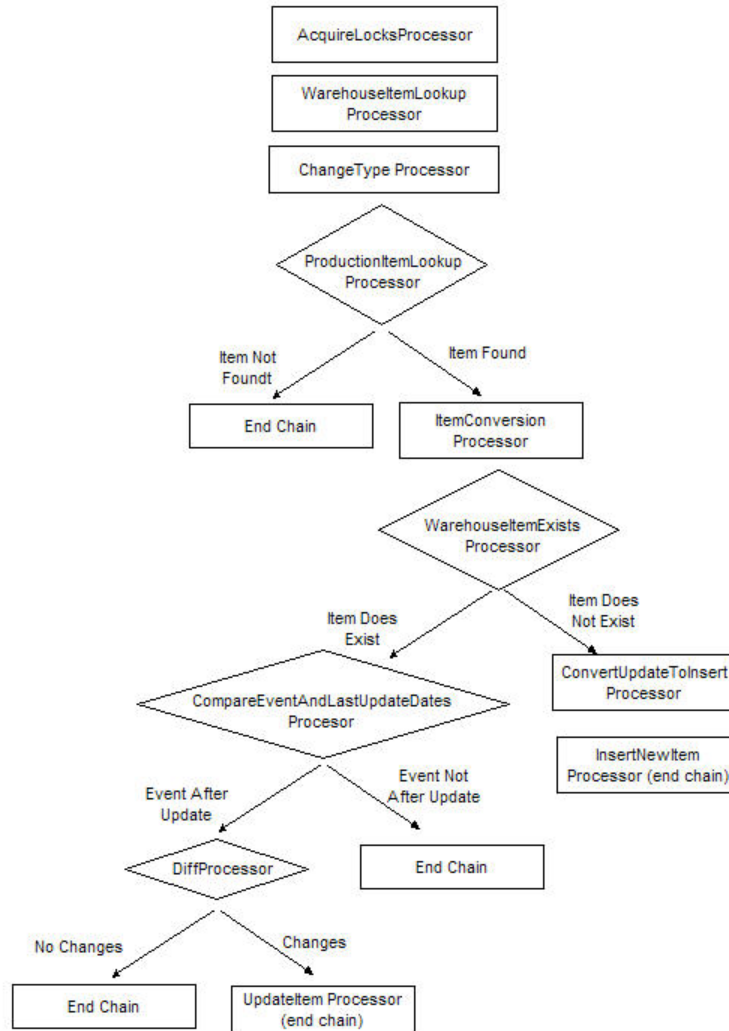 AcquireLocksProcessor
WarehouseItemLookup
Processor
ChangeType Processor
ProductionItemLookup
Processor
Item Not
Foundt
Item Found
End Chain
ItemConversion
Processor
WarehouseItemExists
Processor
Item Does
Exist
Item Does
Not Exist
CompareEventAndLastUpdateDates
Procesor
ConvertUpdateToInsert
Processor
InsertNewItem
Processor (end chain)
Event After
Update
Event Not
After Update
DiffProcessor
End Chain
No Changes
Changes
End Chain
UpdateItem Processor
(end chain)